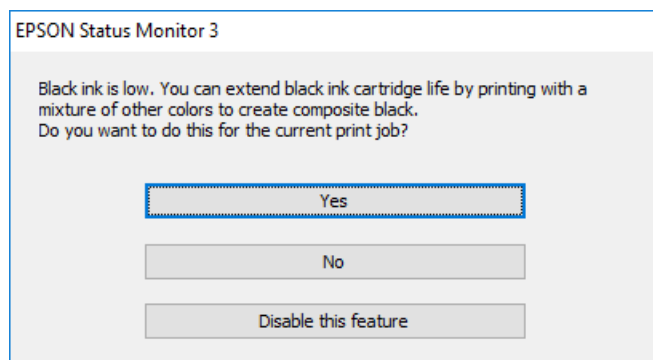 EPSON Status Monitor 3
Black ink is low. You can extend black ink cartridge life by printing with a
mixture of other colors to create composite black.
Do you want to do this for the current print job?
Yes
No
Disable this feature